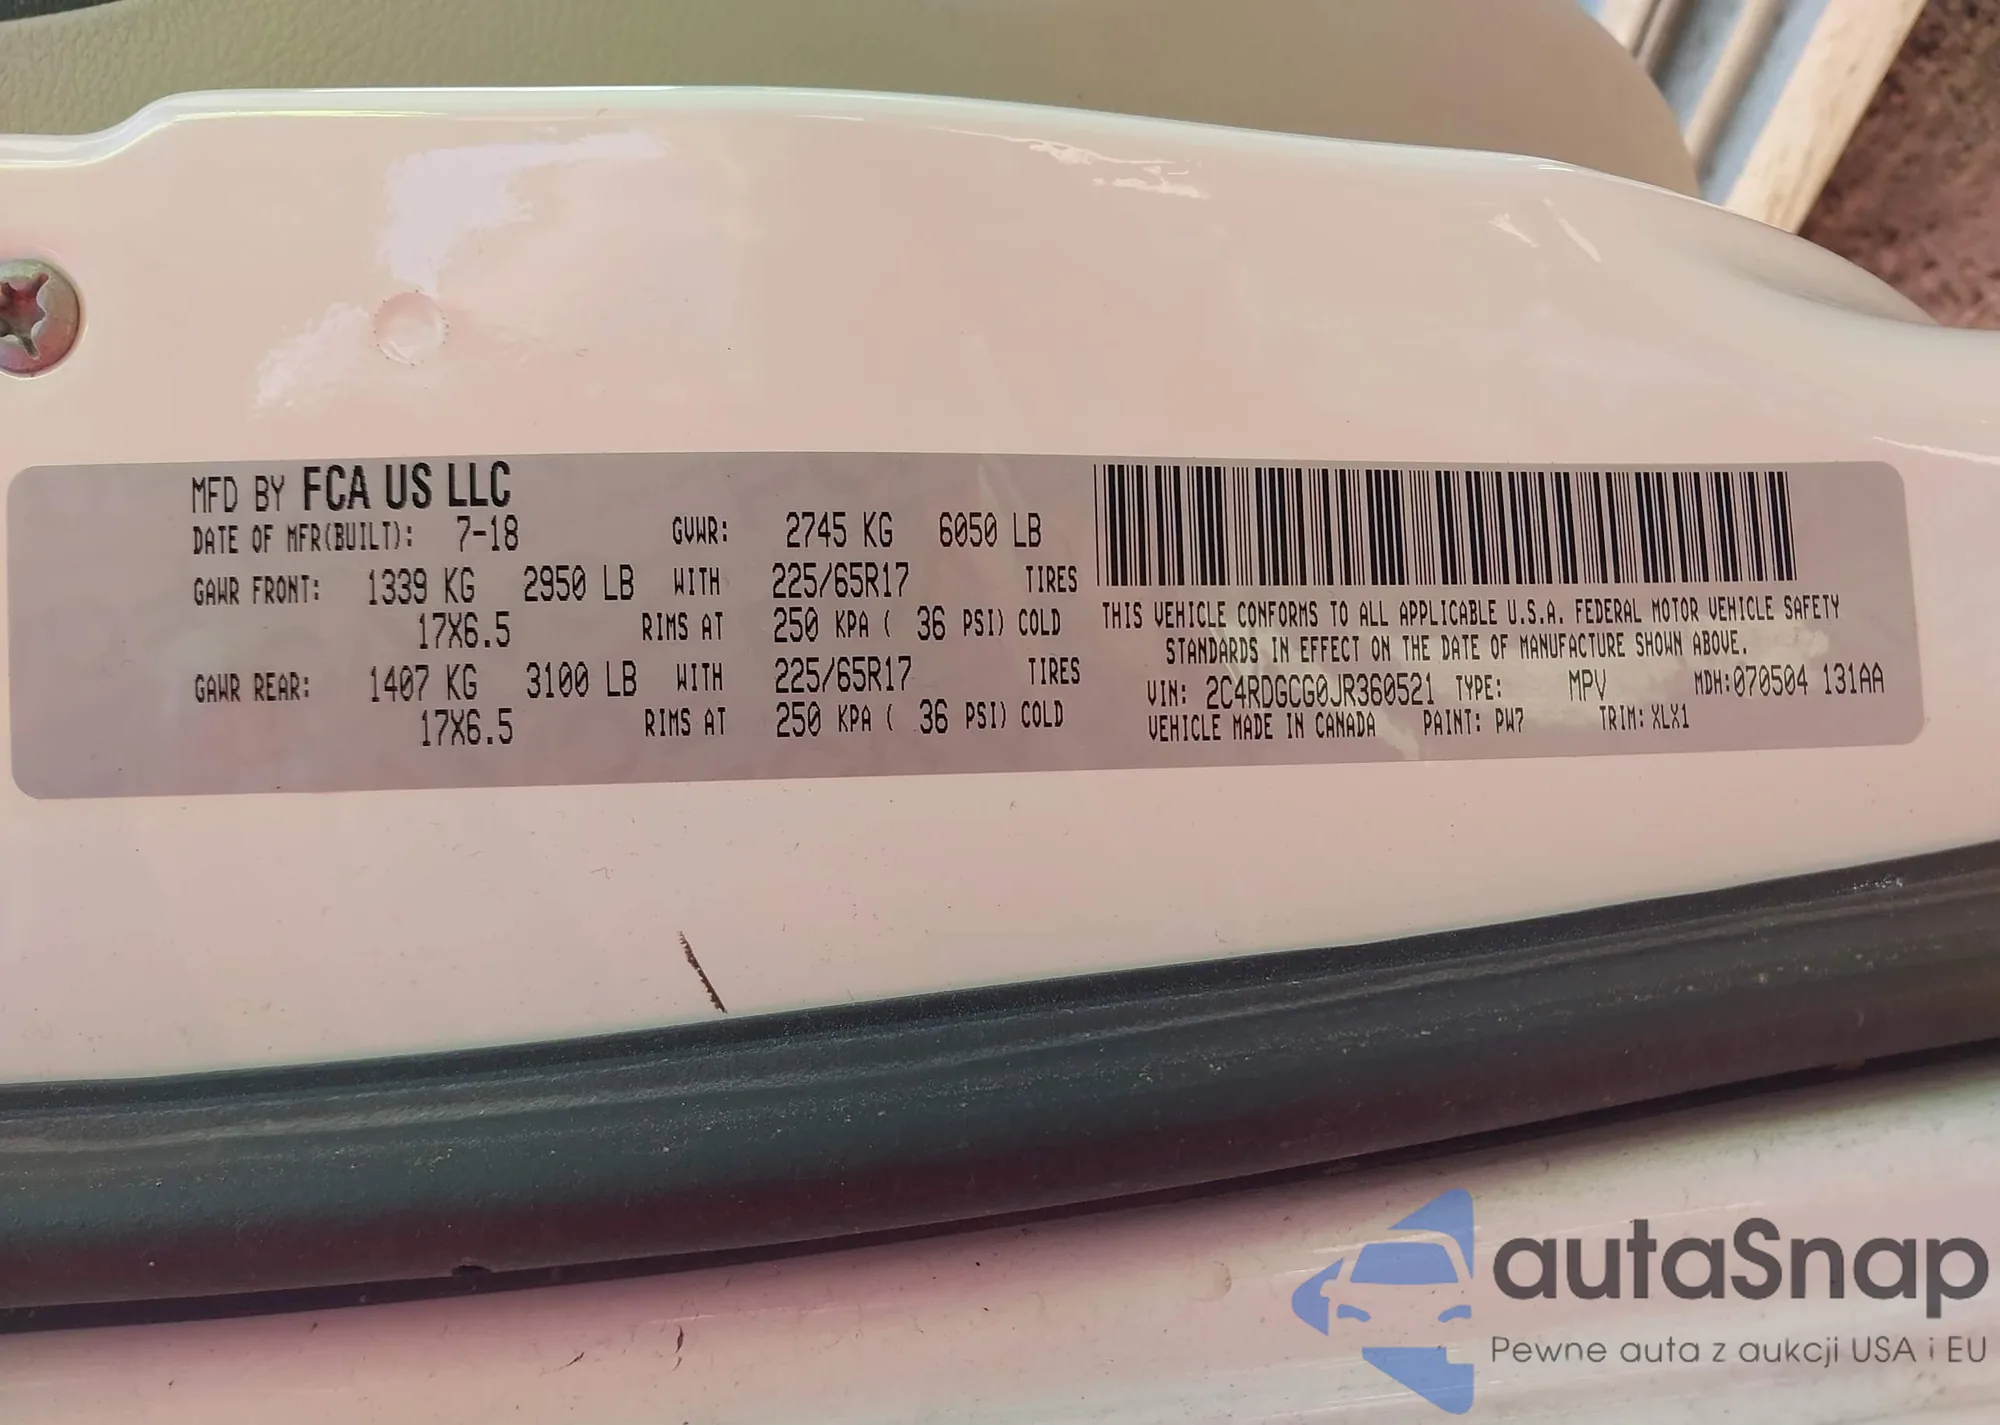 MFD BY FCA US LLC
DATE OF MFR(BUILT): 7-18 GVWR: 2745 KG 6050 LB
GAWR FRONT: 1339 KG 2950 LB WITH 225/65R17 TIRES
17X6.5 RIMS AT 250 KPA ( 36 PSI) COLD
GAWR REAR: 1407 KG 3100 LB WITH 225/65R17 TIRES
17X6.5 RIMS AT 250 KPA ( 36 PSI) COLD
THIS VEHICLE CONFORMS TO ALL APPLICABLE U.S.A. FEDERAL MOTOR VEHICLE SAFETY
STANDARDS IN EFFECT ON THE DATE OF MANUFACTURE SHOWN ABOVE.
VIN: 2C4RDGCG0JR360521 TYPE: MPV MDH:070504 131AA
VEHICLE MADE IN CANADA PAINT: PW7 TRIM: XLX1
autaSnap
Pewne auta z aukcji USA i EU